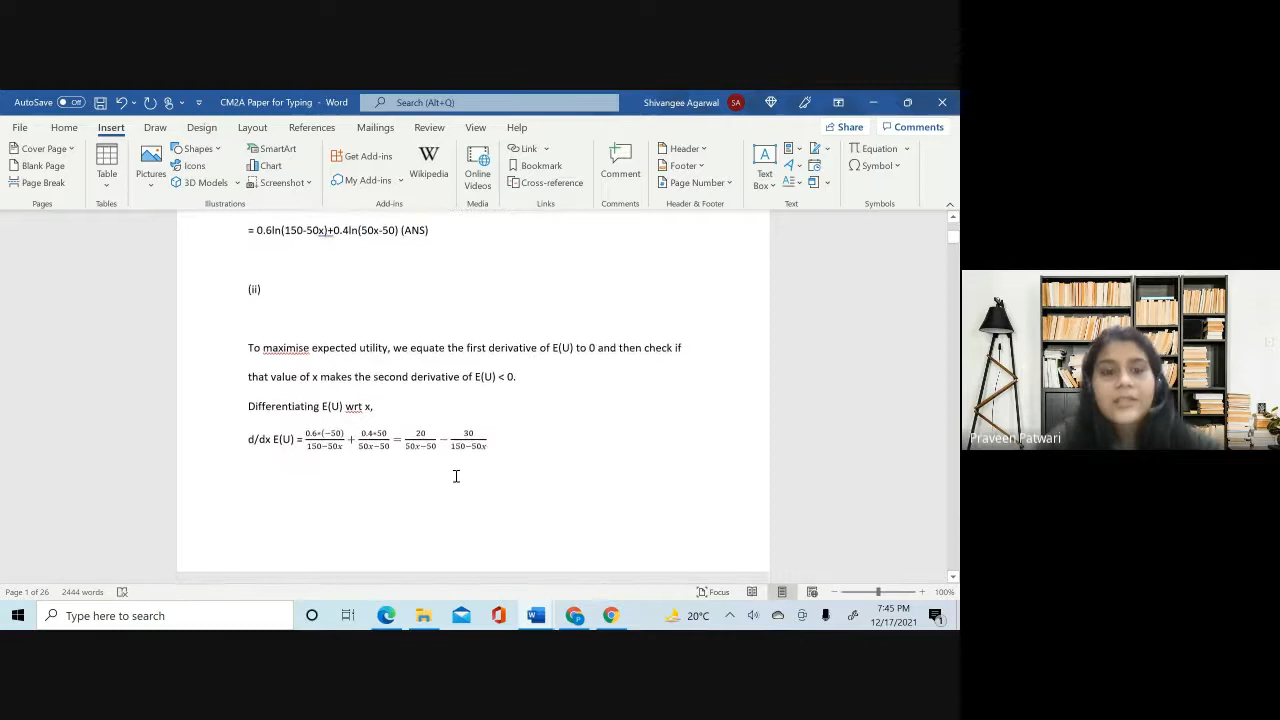 AutoSave Off CM2A Paper for Typing - Word Search (Alt+Q) Shivangee Agarwal SA
File Home Insert Draw Design Layout References Mailings Review View Help Share Comments
Cover Page
Blank Page
Page Break
Pages
Table
Tables
Pictures
Shapes
Icons
3D Models
SmartArt
Chart
Screenshot
Illustrations
Get Add-ins
My Add-ins
Wikipedia
Add-ins
Online Videos
Media
Link
Bookmark
Cross-reference
Links
Comment
Comments
Header
Footer
Page Number
Header & Footer
Text Box
Text
Equation
Symbol
Symbols
= 0.6ln(150-50x)+0.4ln(50x-50) (ANS)
(ii)
To maximise expected utility, we equate the first derivative of E(U) to 0 and then check if
that value of x makes the second derivative of E(U) < 0.
Differentiating E(U) wrt x,
d/dx E(U) = 0.6*(−50)/150−50x + 0.4*50/50x−50 = 20/50x−50 − 30/150−50x
Praveen Patwari
Page 1 of 26 2444 words Focus 100%
Type here to search 20°C 7:45 PM
12/17/2021